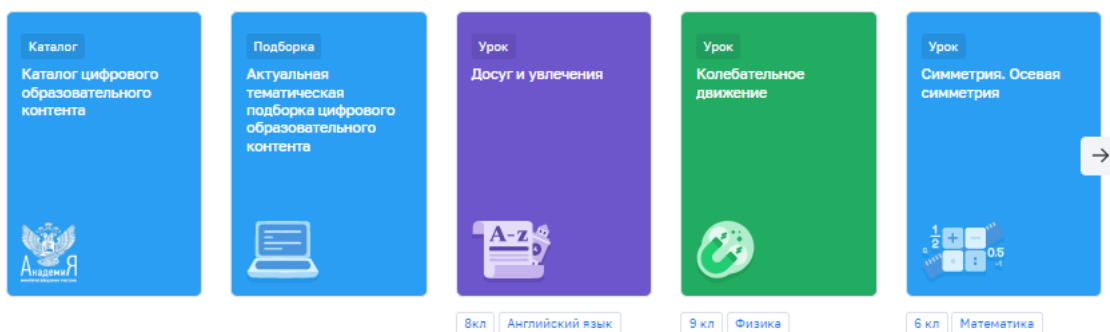 Каталог
Каталог цифрового
образовательного
контента
АкадемиЯ
Подборка
Актуальная
тематическая
подборка цифрового
образовательного
контента
Урок
Досуг и увлечения
A-z
8кл Английский язык
Урок
Колебательное
движение
9 кл Физика
Урок
Симметрия. Осевая
симметрия
1/2 + −
0.5
6 кл Математика